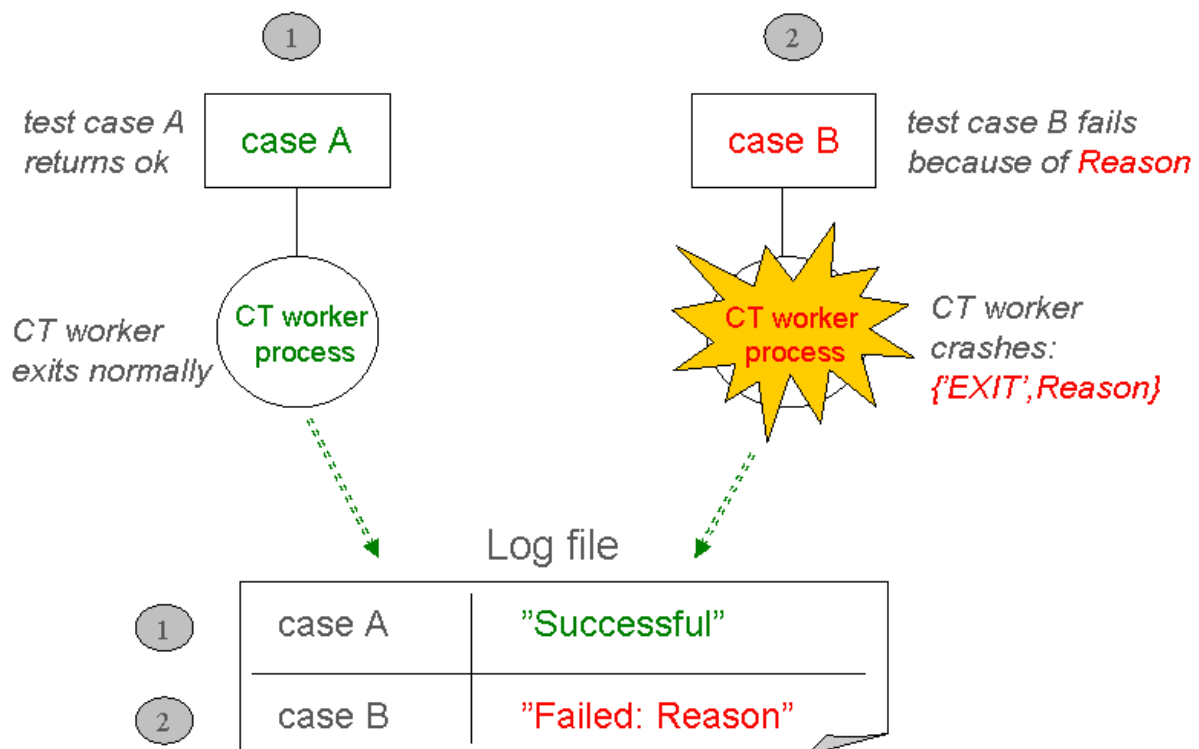 1
2
test case A
returns ok
case A
case B
test case B fails
because of Reason
CT worker
exits normally
CT worker
process
CT worker
process
CT worker
crashes:
{'EXIT',Reason}
Log file
1
case A
”Successful”
2
case B
”Failed: Reason”